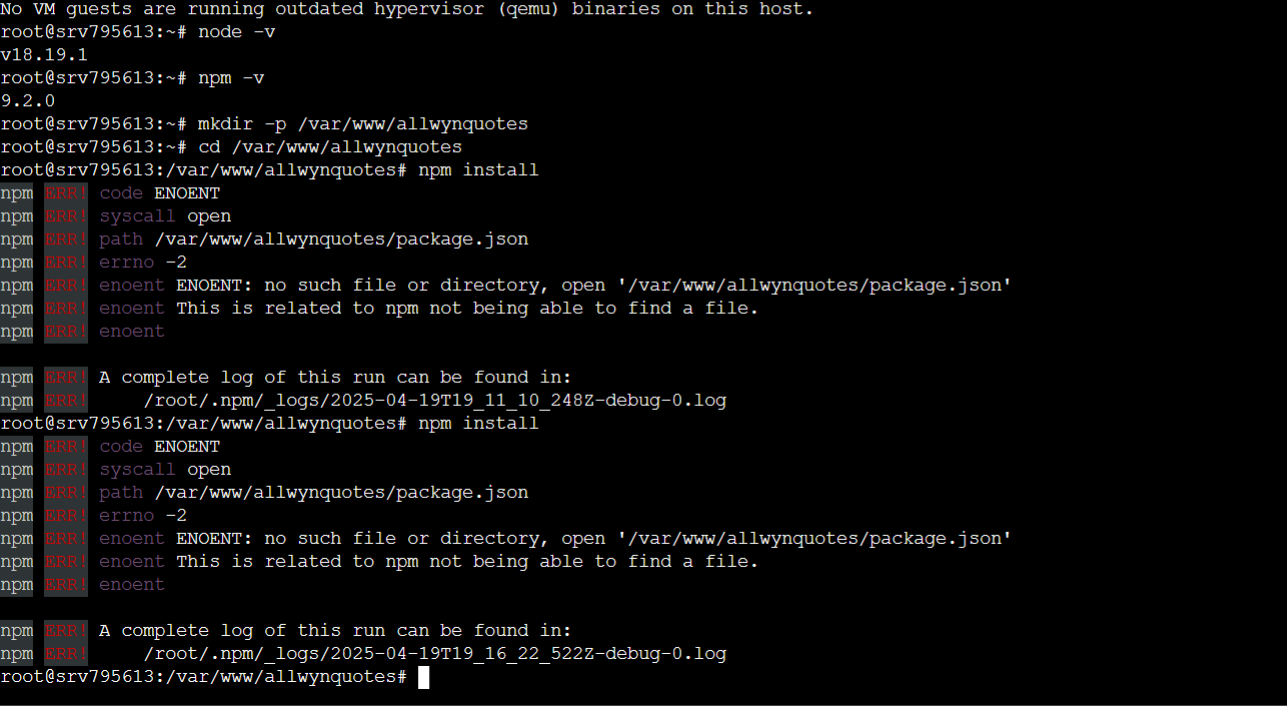 No VM guests are running outdated hypervisor (qemu) binaries on this host.
root@srv795613:~# node -v
v18.19.1
root@srv795613:~# npm -v
9.2.0
root@srv795613:~# mkdir -p /var/www/allwynquotes
root@srv795613:~# cd /var/www/allwynquotes
root@srv795613:/var/www/allwynquotes# npm install
npm ERR! code ENOENT
npm ERR! syscall open
npm ERR! path /var/www/allwynquotes/package.json
npm ERR! errno -2
npm ERR! enoent ENOENT: no such file or directory, open '/var/www/allwynquotes/package.json'
npm ERR! enoent This is related to npm not being able to find a file.
npm ERR! enoent
npm ERR! A complete log of this run can be found in:
npm ERR!     /root/.npm/_logs/2025-04-19T19_11_10_248Z-debug-0.log
root@srv795613:/var/www/allwynquotes# npm install
npm ERR! code ENOENT
npm ERR! syscall open
npm ERR! path /var/www/allwynquotes/package.json
npm ERR! errno -2
npm ERR! enoent ENOENT: no such file or directory, open '/var/www/allwynquotes/package.json'
npm ERR! enoent This is related to npm not being able to find a file.
npm ERR! enoent
npm ERR! A complete log of this run can be found in:
npm ERR!     /root/.npm/_logs/2025-04-19T19_16_22_522Z-debug-0.log
root@srv795613:/var/www/allwynquotes#